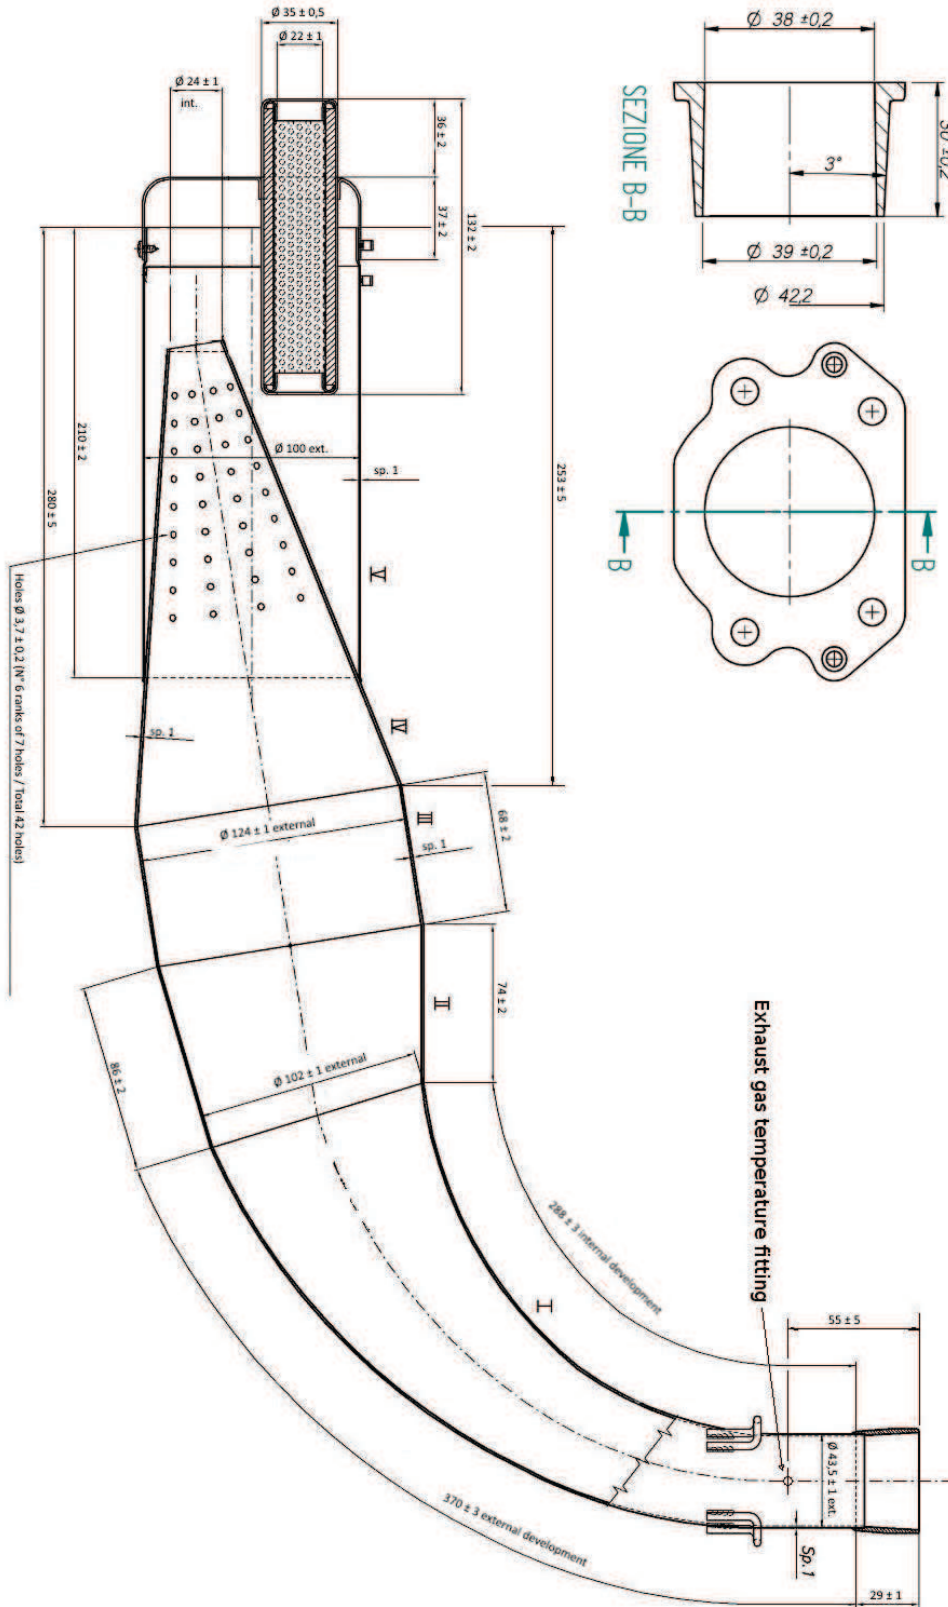 Ø 35 ± 0,5
Ø 22 ± 1
Ø 24 ± 1
int.
36 ± 2
37 ± 2
132 ± 2
Ø 38 ±0,2
30 ±0,2
3°
SEZIONE B-B
Ø 39 ±0,2
Ø 42,2
B
B
210 ± 2
280 ± 5
Ø 100 ext.
sp. 1
253 ± 5
V
Holes Ø 3,7 ± 0,2 (N° 6 ranks of 7 holes / Total 42 holes)
IV
sp. 1
III
Ø 124 ± 1 external
sp. 1
68 ± 2
II
74 ± 2
86 ± 2
Ø 102 ± 1 external
Exhaust gas temperature fitting
288 ± 3 internal development
I
55 ± 5
Ø 43,5 ± 1 ext.
370 ± 3 external development
Sp.1
29 ± 1